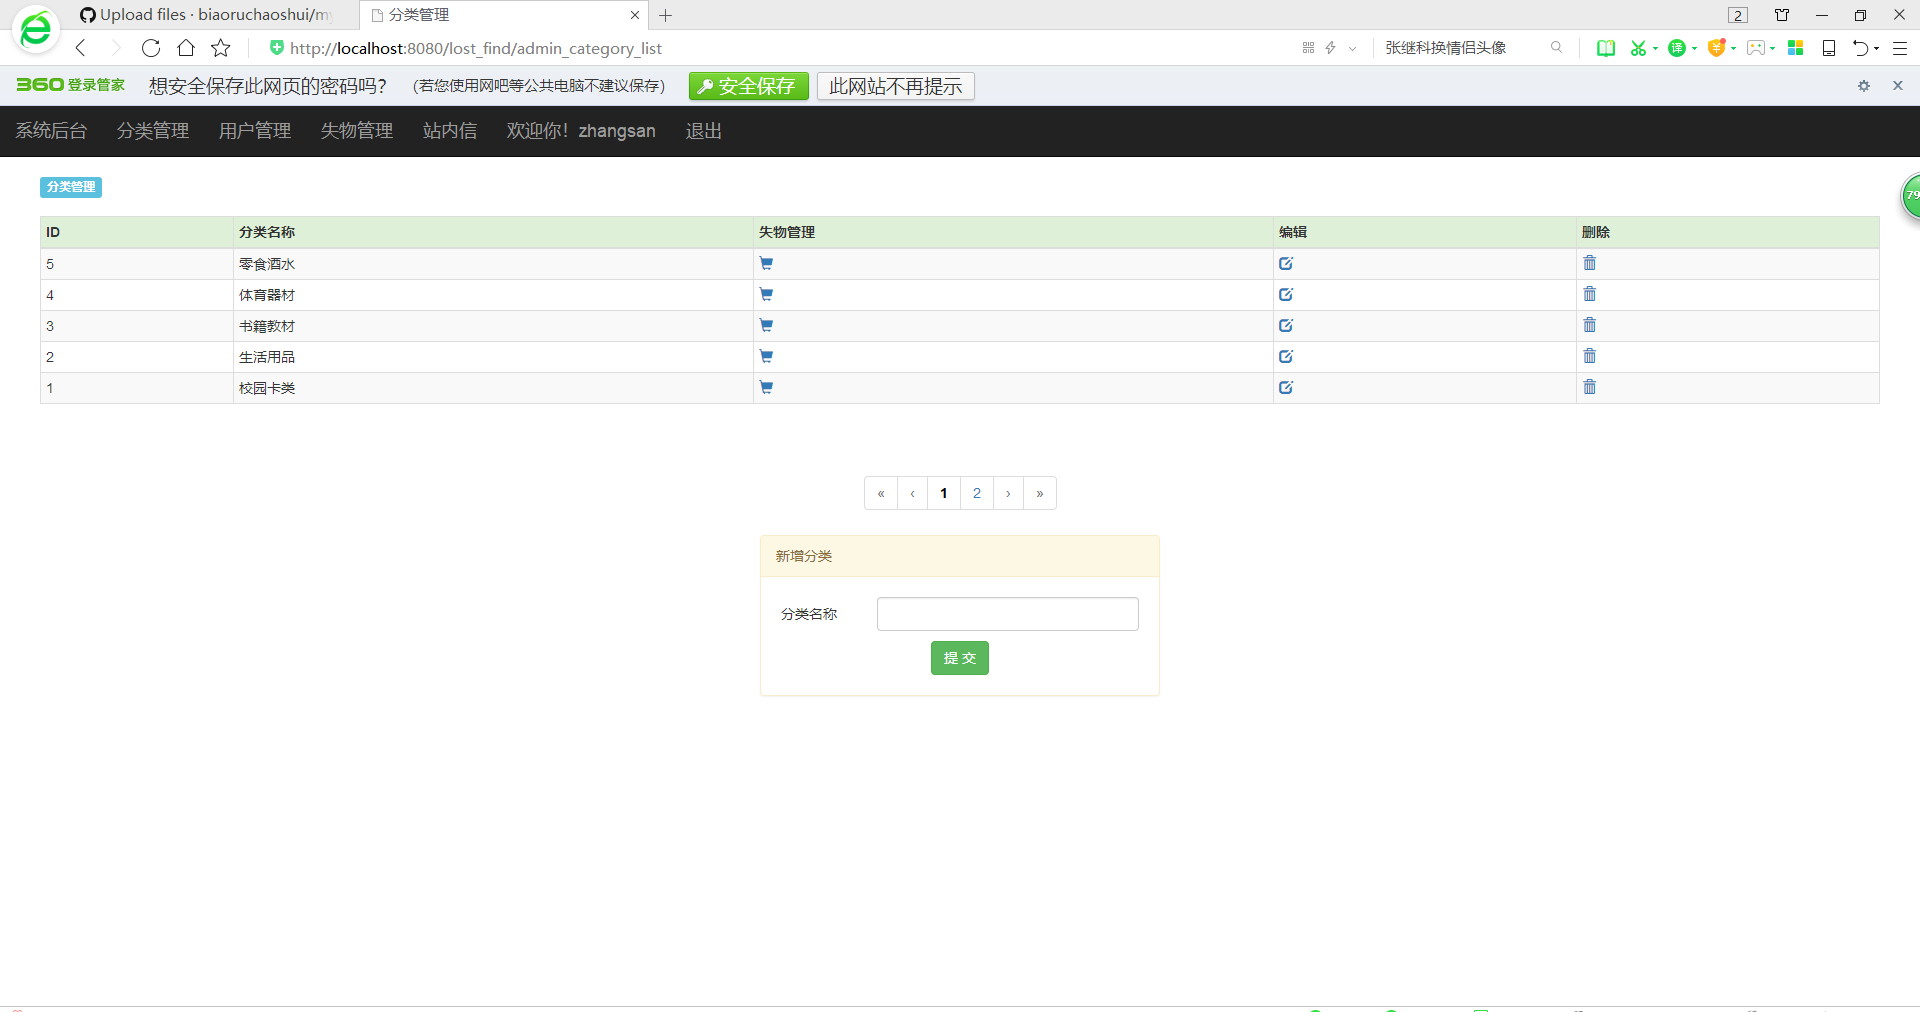 Upload files · biaoruchaoshui/my
分类管理
2
http://localhost:8080/lost_find/admin_category_list
张继科换情侣头像
译
360 登录管家 想安全保存此网页的密码吗? (若您使用网吧等公共电脑不建议保存) 安全保存 此网站不再提示
系统后台 分类管理 用户管理 失物管理 站内信 欢迎你! zhangsan 退出
分类管理
79
ID 分类名称 失物管理 编辑 删除
5 零食酒水
4 体育器材
3 书籍教材
2 生活用品
1 校园卡类
« ‹ 1 2 › »
新增分类
分类名称
提 交